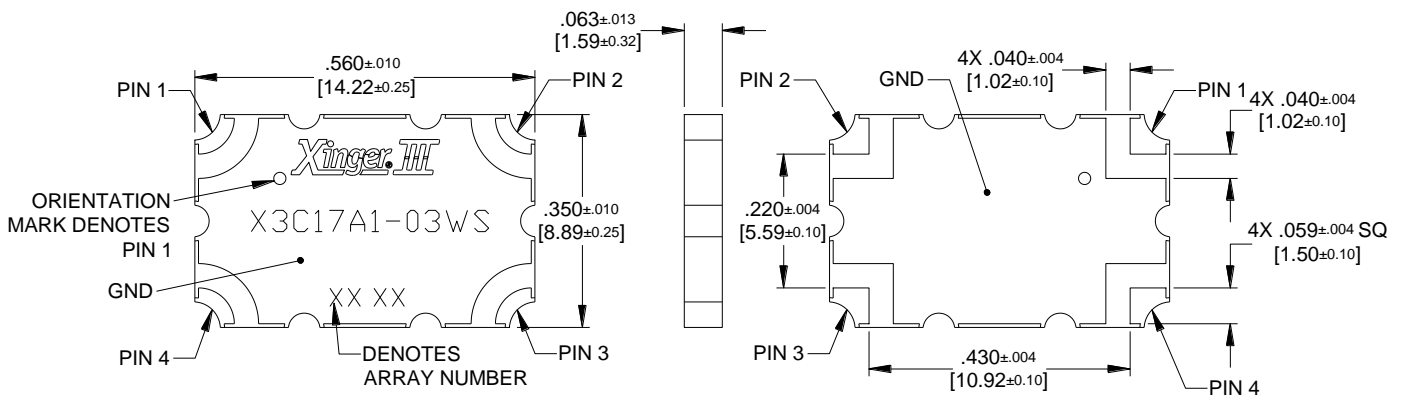 .560±.010
[14.22±0.25]
PIN 1
PIN 2
Xinger® III
ORIENTATION
MARK DENOTES
PIN 1
X3C17A1-03WS
.350±.010
[8.89±0.25]
GND
XX XX
PIN 4
DENOTES
ARRAY NUMBER
PIN 3
.063±.013
[1.59±0.32]
PIN 2
GND
4X .040±.004
[1.02±0.10]
PIN 1
4X .040±.004
[1.02±0.10]
.220±.004
[5.59±0.10]
4X .059±.004 SQ
[1.50±0.10]
PIN 3
.430±.004
[10.92±0.10]
PIN 4